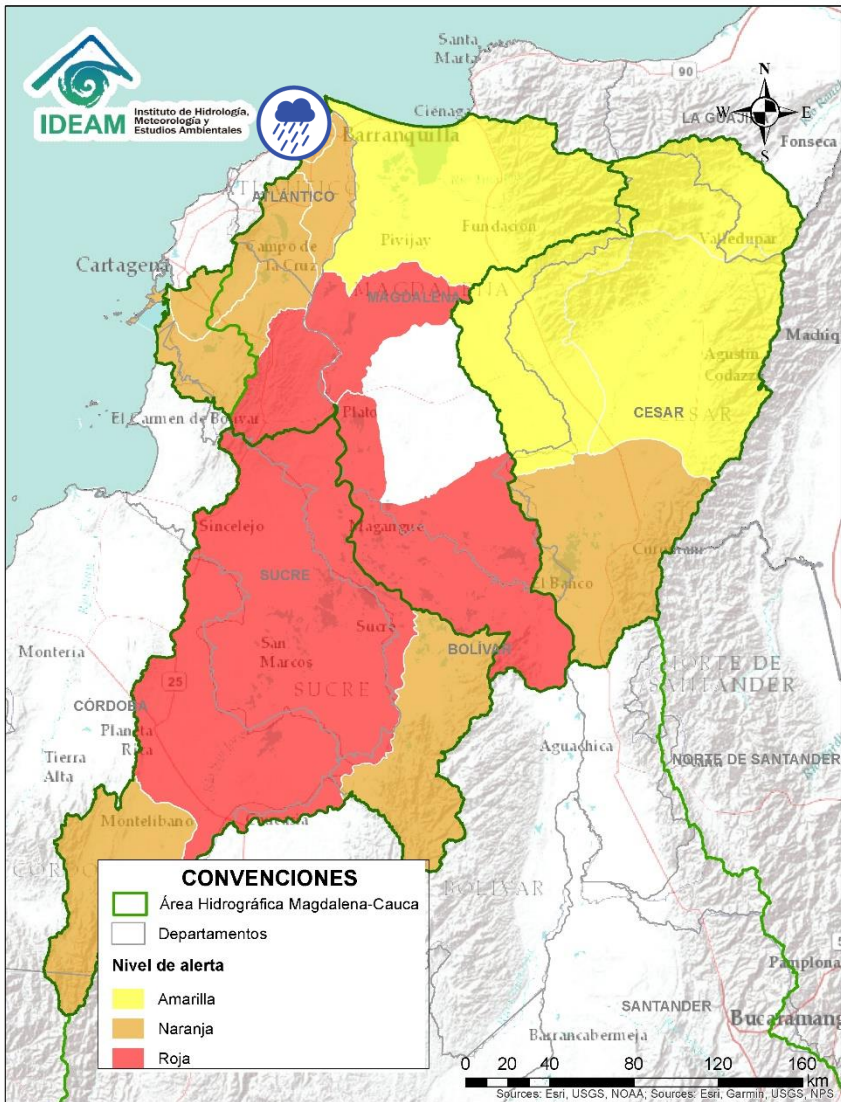 IDEAM
Instituto de Hidrología,
Meteorología y
Estudios Ambientales
Santa
Marta
90
N
W
E
S
LA GUAJI
Fonseca
Ciénaga
Barranquilla
ATLÁNTICO
Fundación
Pivijay
Valledupar
Campo de
la Cruz
Cartagena
MAGDALENA
Machiq
Agustín
Codazzi
El Carmen de Bolívar
Plato
CESAR
CESAR
Sincelejo
Magangué
SUCRE
El Banco
Sucre
San
Marcos
BOLÍVAR
Montería
SUCRE
NORTE DE
SANTANDER
25
CÓRDOBA
Planeta
Rica
Tierra
Alta
Aguachica
NORTE DE SANTANDER
Montelíbano
Caucasia
BOLÍVAR
CONVENCIONES
Área Hidrográfica Magdalena-Cauca
Departamentos
Nivel de alerta
Amarilla
Naranja
Roja
Pamplona
SANTANDER
Bucaramang
Barrancabermeja
0 20 40 80 120 160
km
Sources: Esri, USGS, NOAA; Sources: Esri, Garmin, USGS, NPS